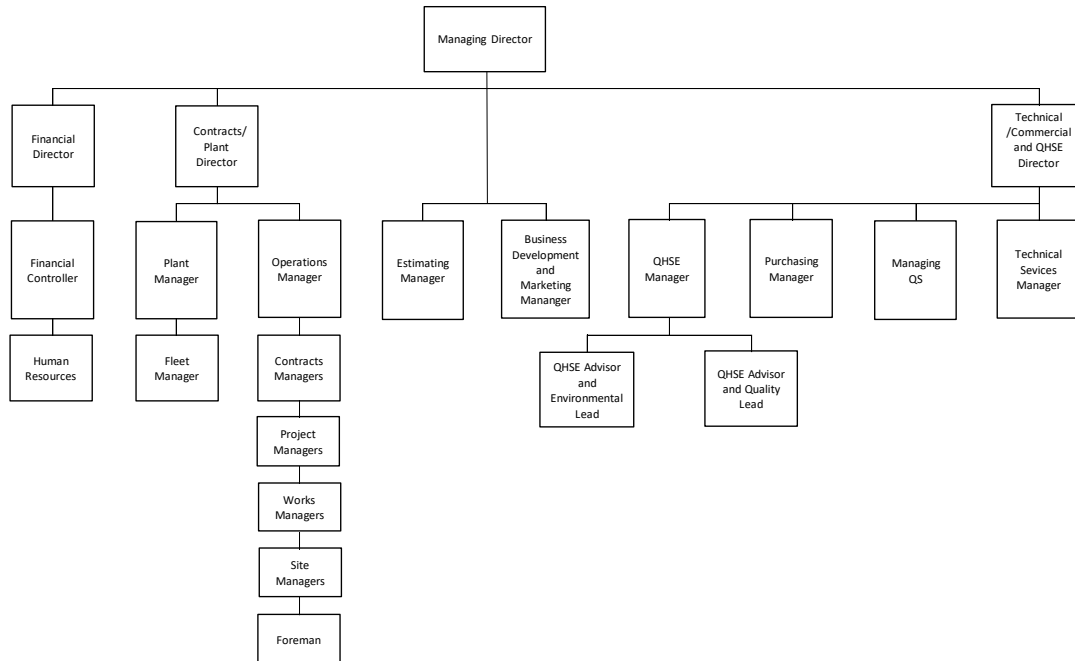 Managing Director
Financial
Director
Contracts/
Plant
Director
Technical
/Commercial
and QHSE
Director
Financial
Controller
Plant
Manager
Operations
Manager
Estimating
Manager
Business
Development
and
Marketing
Mananger
QHSE
Manager
Purchasing
Manager
Managing
QS
Technical
Sevices
Manager
Human
Resources
Fleet
Manager
Contracts
Managers
QHSE Advisor
and
Environmental
Lead
QHSE Advisor
and Quality
Lead
Project
Managers
Works
Managers
Site
Managers
Foreman